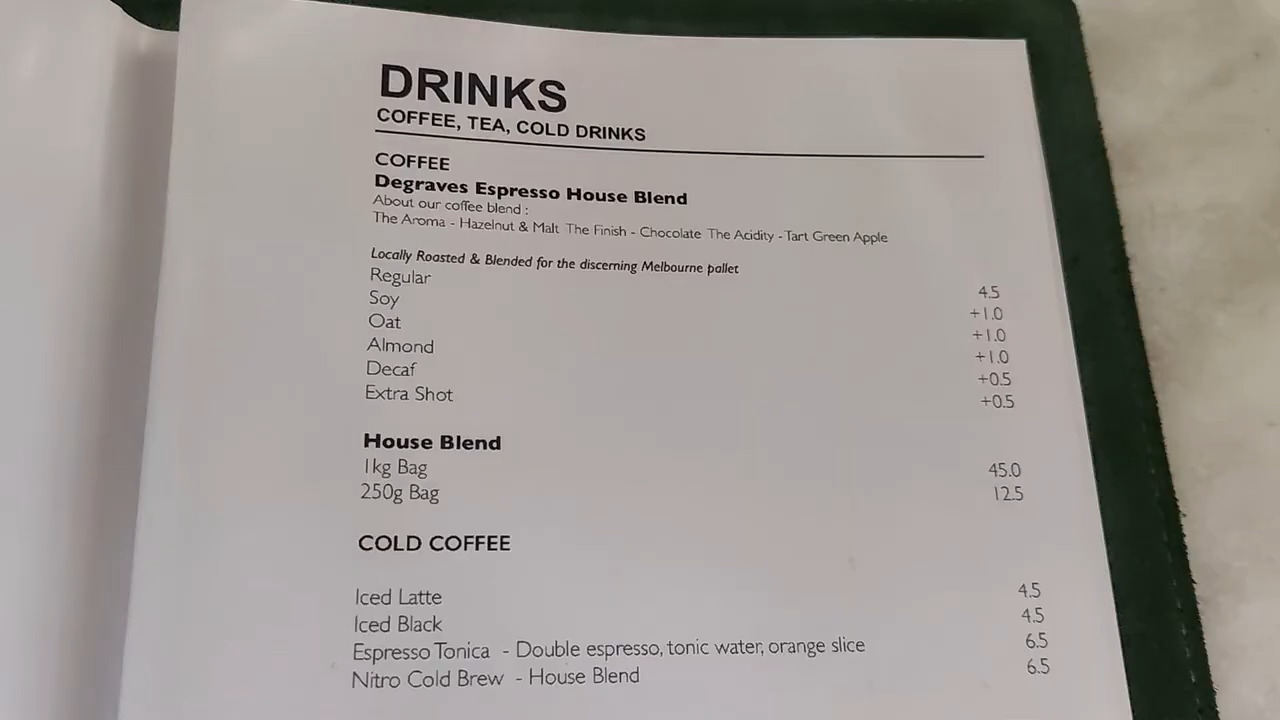 DRINKS
COFFEE, TEA, COLD DRINKS
COFFEE
Degraves Espresso House Blend
About our coffee blend :
The Aroma - Hazelnut & Malt The Finish - Chocolate The Acidity - Tart Green Apple
Locally Roasted & Blended for the discerning Melbourne pallet
Regular 4.5
Soy +1.0
Oat +1.0
Almond +1.0
Decaf +0.5
Extra Shot +0.5
House Blend
1kg Bag 45.0
250g Bag 12.5
COLD COFFEE
Iced Latte 4.5
Iced Black 4.5
Espresso Tonica - Double espresso, tonic water, orange slice 6.5
Nitro Cold Brew - House Blend 6.5